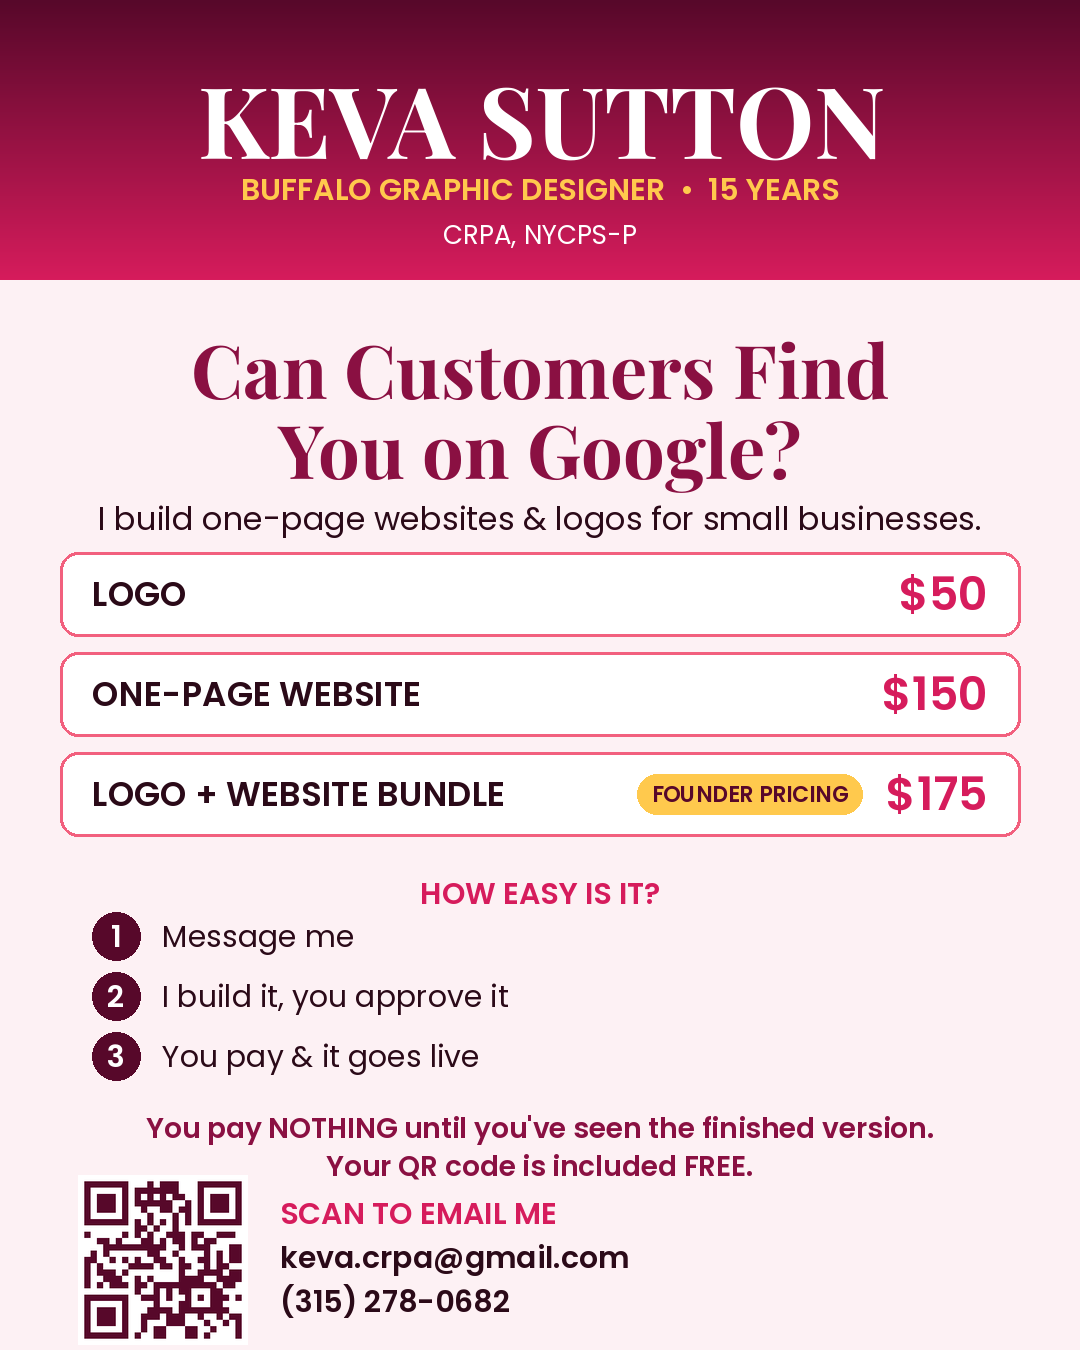 KEVA SUTTON
BUFFALO GRAPHIC DESIGNER • 15 YEARS
CRPA, NYCPS-P
Can Customers Find
You on Google?
I build one-page websites & logos for small businesses.
LOGO $50
ONE-PAGE WEBSITE $150
LOGO + WEBSITE BUNDLE FOUNDER PRICING $175
HOW EASY IS IT?
1 Message me
2 I build it, you approve it
3 You pay & it goes live
You pay NOTHING until you've seen the finished version.
Your QR code is included FREE.
SCAN TO EMAIL ME
keva.crpa@gmail.com
(315) 278-0682